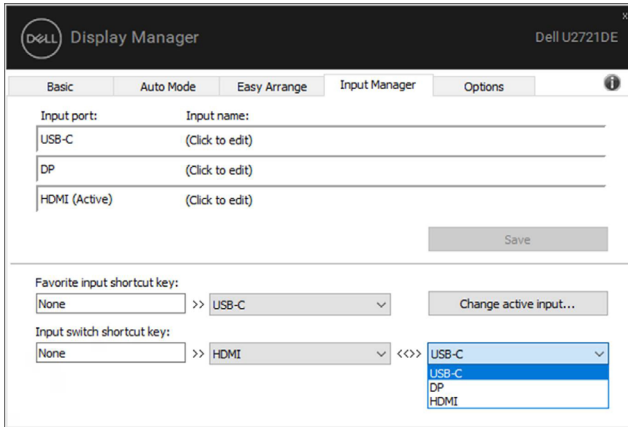 DELL Display Manager Dell U2721DE
x
Basic Auto Mode Easy Arrange Input Manager Options i
Input port: Input name:
USB-C (Click to edit)
DP (Click to edit)
HDMI (Active) (Click to edit)
Save
Favorite input shortcut key:
None >> USB-C Change active input...
Input switch shortcut key:
None >> HDMI <<>> USB-C
USB-C
DP
HDMI